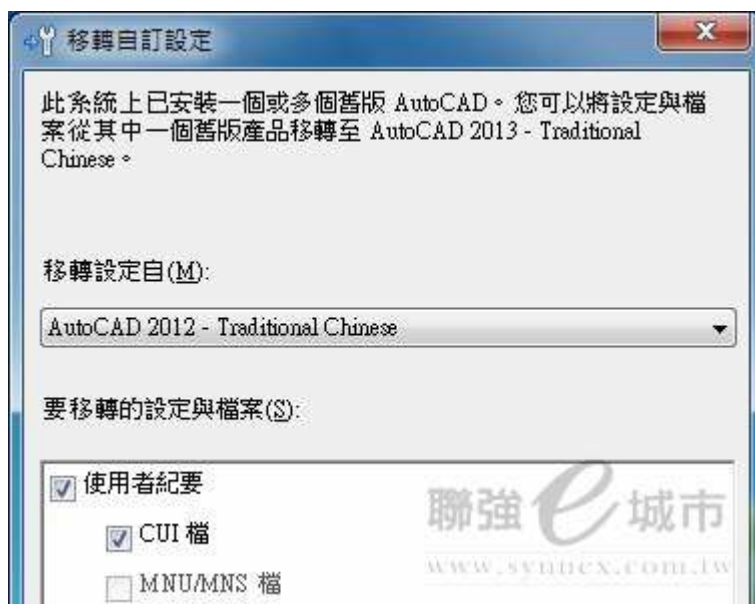 移轉自訂設定
此系統上已安裝一個或多個舊版 AutoCAD。您可以將設定與檔
案從其中一個舊版產品移轉至 AutoCAD 2013 - Traditional
Chinese。
移轉設定自(M):
AutoCAD 2012 - Traditional Chinese
要移轉的設定與檔案(S):
使用者紀要
CUI 檔
MNU/MNS 檔
聯強e城市
www.synnex.com.tw